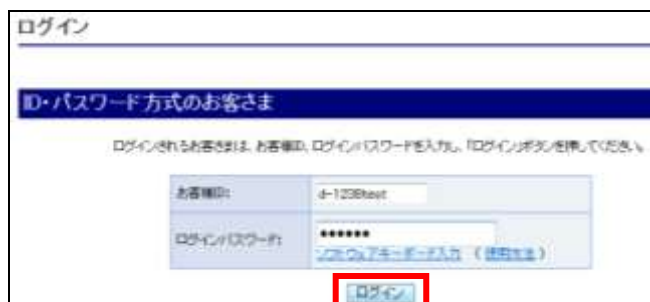 ログイン
ID・パスワード方式のお客さま
ログインされるお客さまは、お客様ID、ログインパスワードを入力し、「ログイン」ボタンを押してください。
お客様ID:
d-1238test
ログインパスワード:
●●●●●●
ソフトウェアキーボード入力 (使用方法)
ログイン